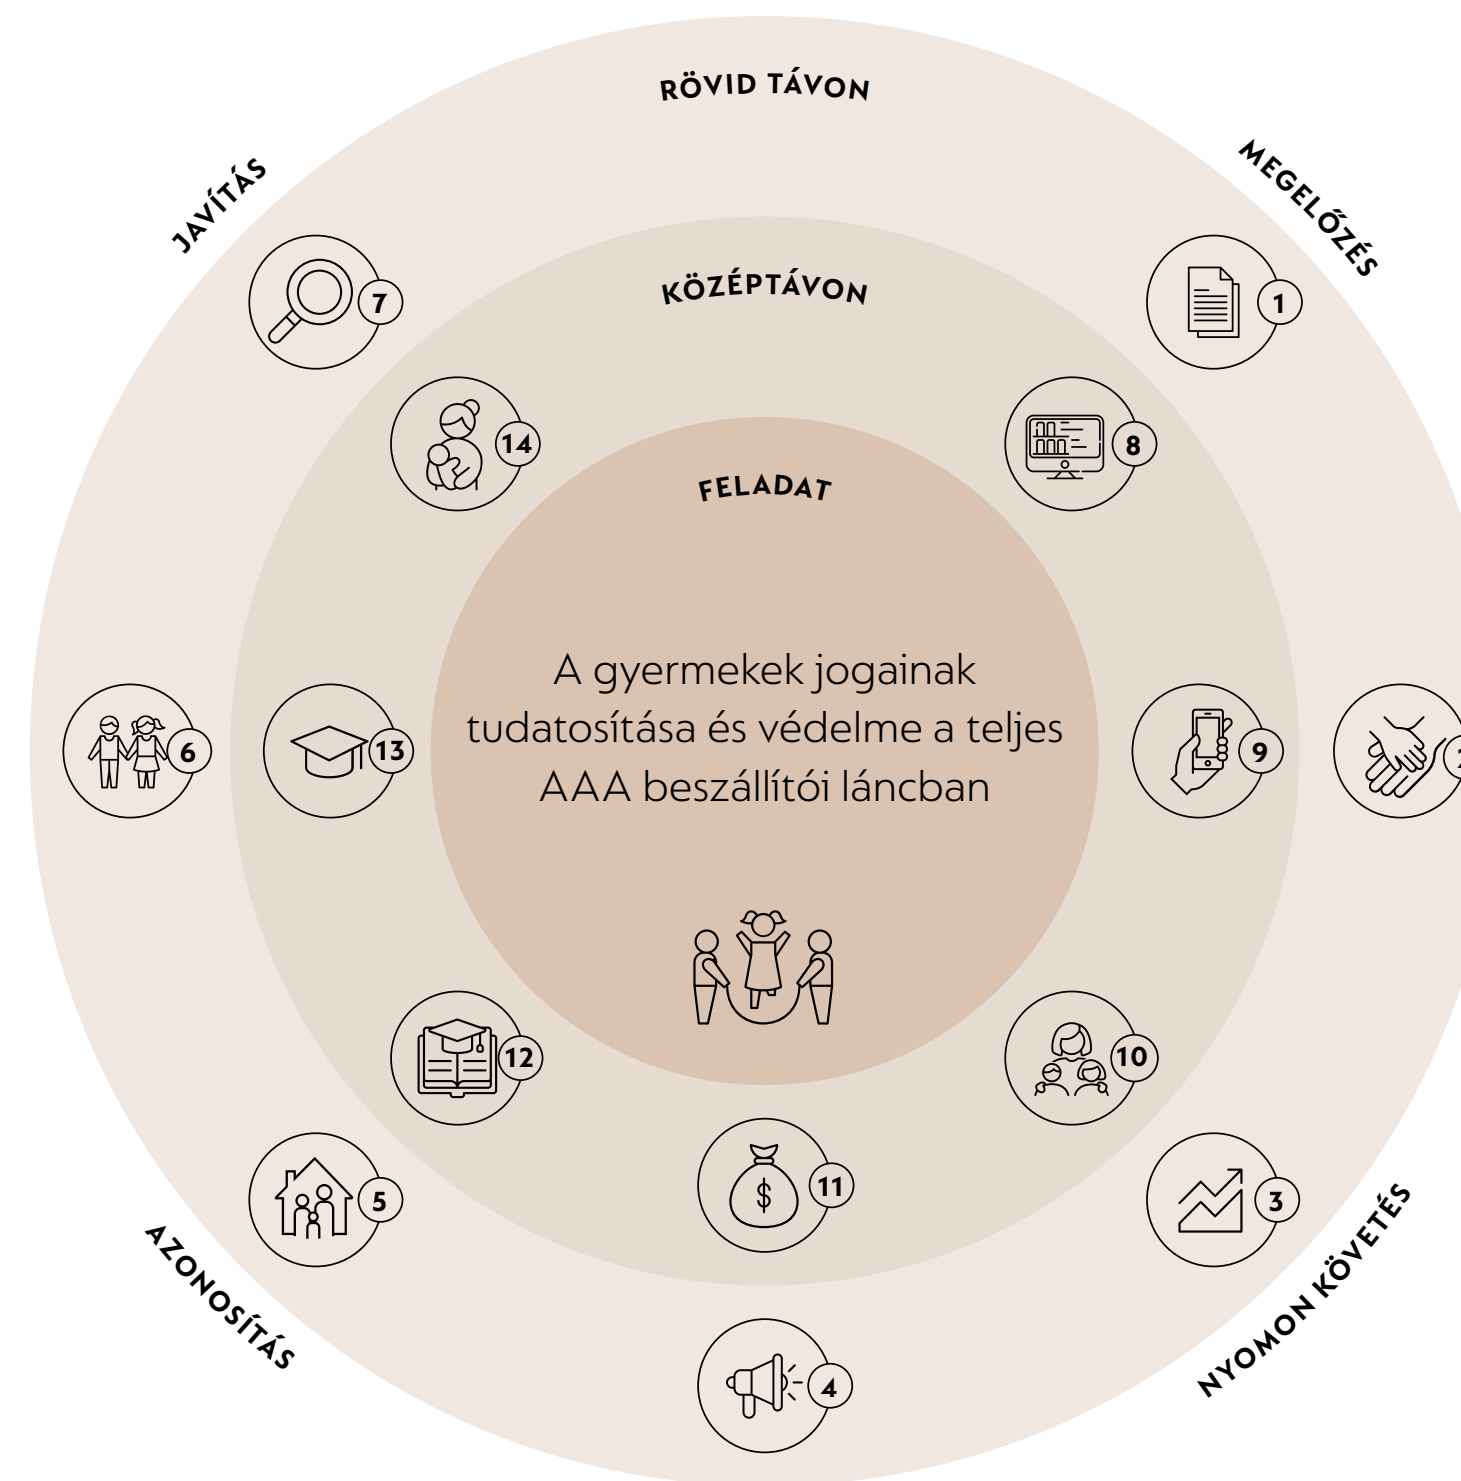 RÖVID TÁVON
JAVÍTÁS
MEGELŐZÉS
7
1
KÖZÉPTÁVON
14
8
FELADAT
A gyermekek jogainak
tudatosítása és védelme a teljes
AAA beszállítói láncban
6
13
9
12
10
11
5
3
AZONOSÍTÁS
NYOMON KÖVETÉS
4
$